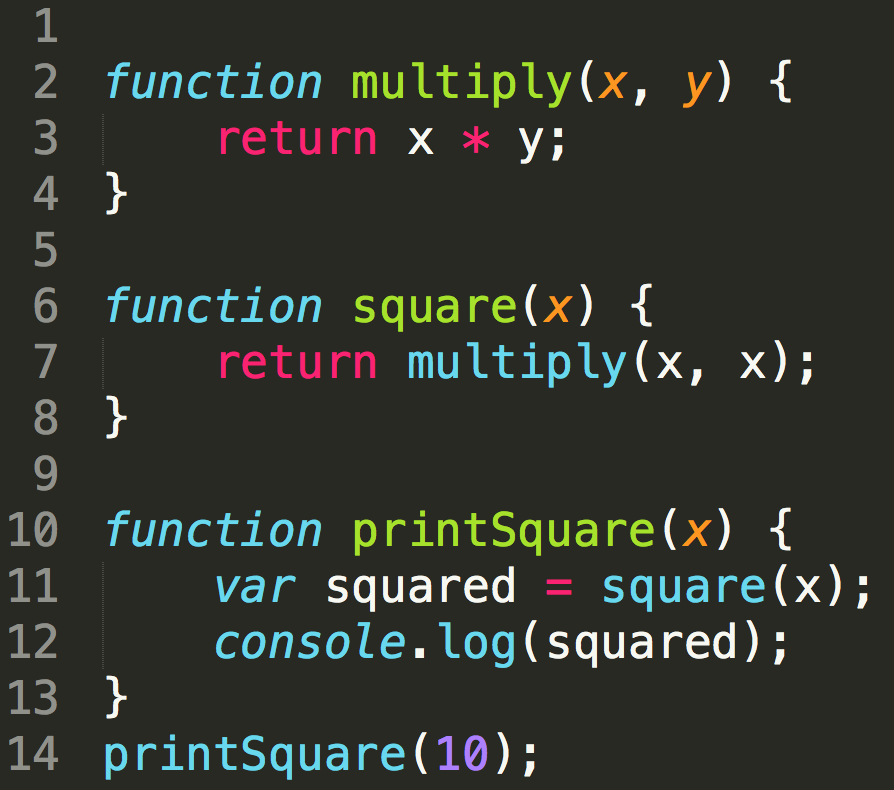 1
2 function multiply(x, y) {
3     return x * y;
4 }
5
6 function square(x) {
7     return multiply(x, x);
8 }
9
10 function printSquare(x) {
11     var squared = square(x);
12     console.log(squared);
13 }
14 printSquare(10);